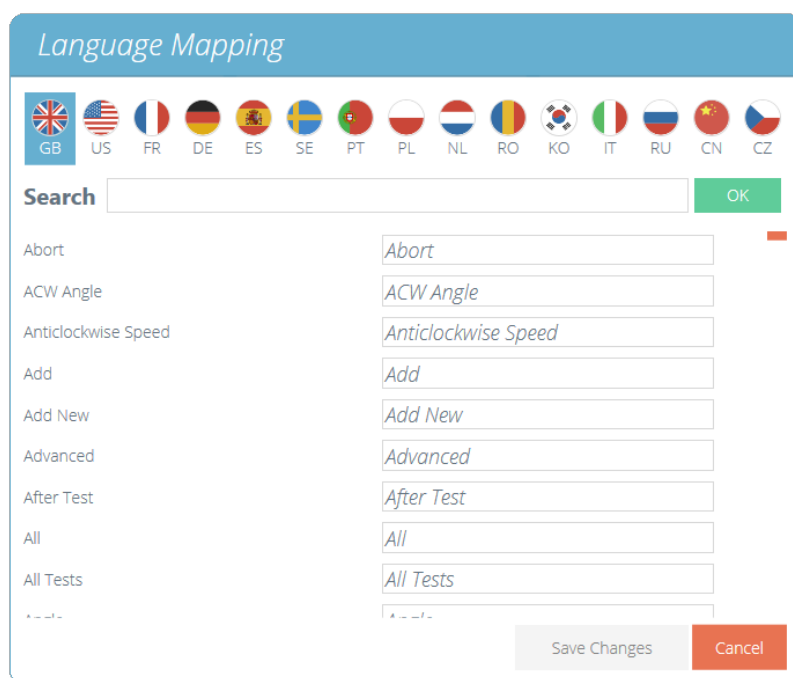 Language Mapping
GB US FR DE ES SE PT PL NL RO KO IT RU CN CZ
Search OK
Abort Abort
ACW Angle ACW Angle
Anticlockwise Speed Anticlockwise Speed
Add Add
Add New Add New
Advanced Advanced
After Test After Test
All All
All Tests All Tests
Save Changes Cancel